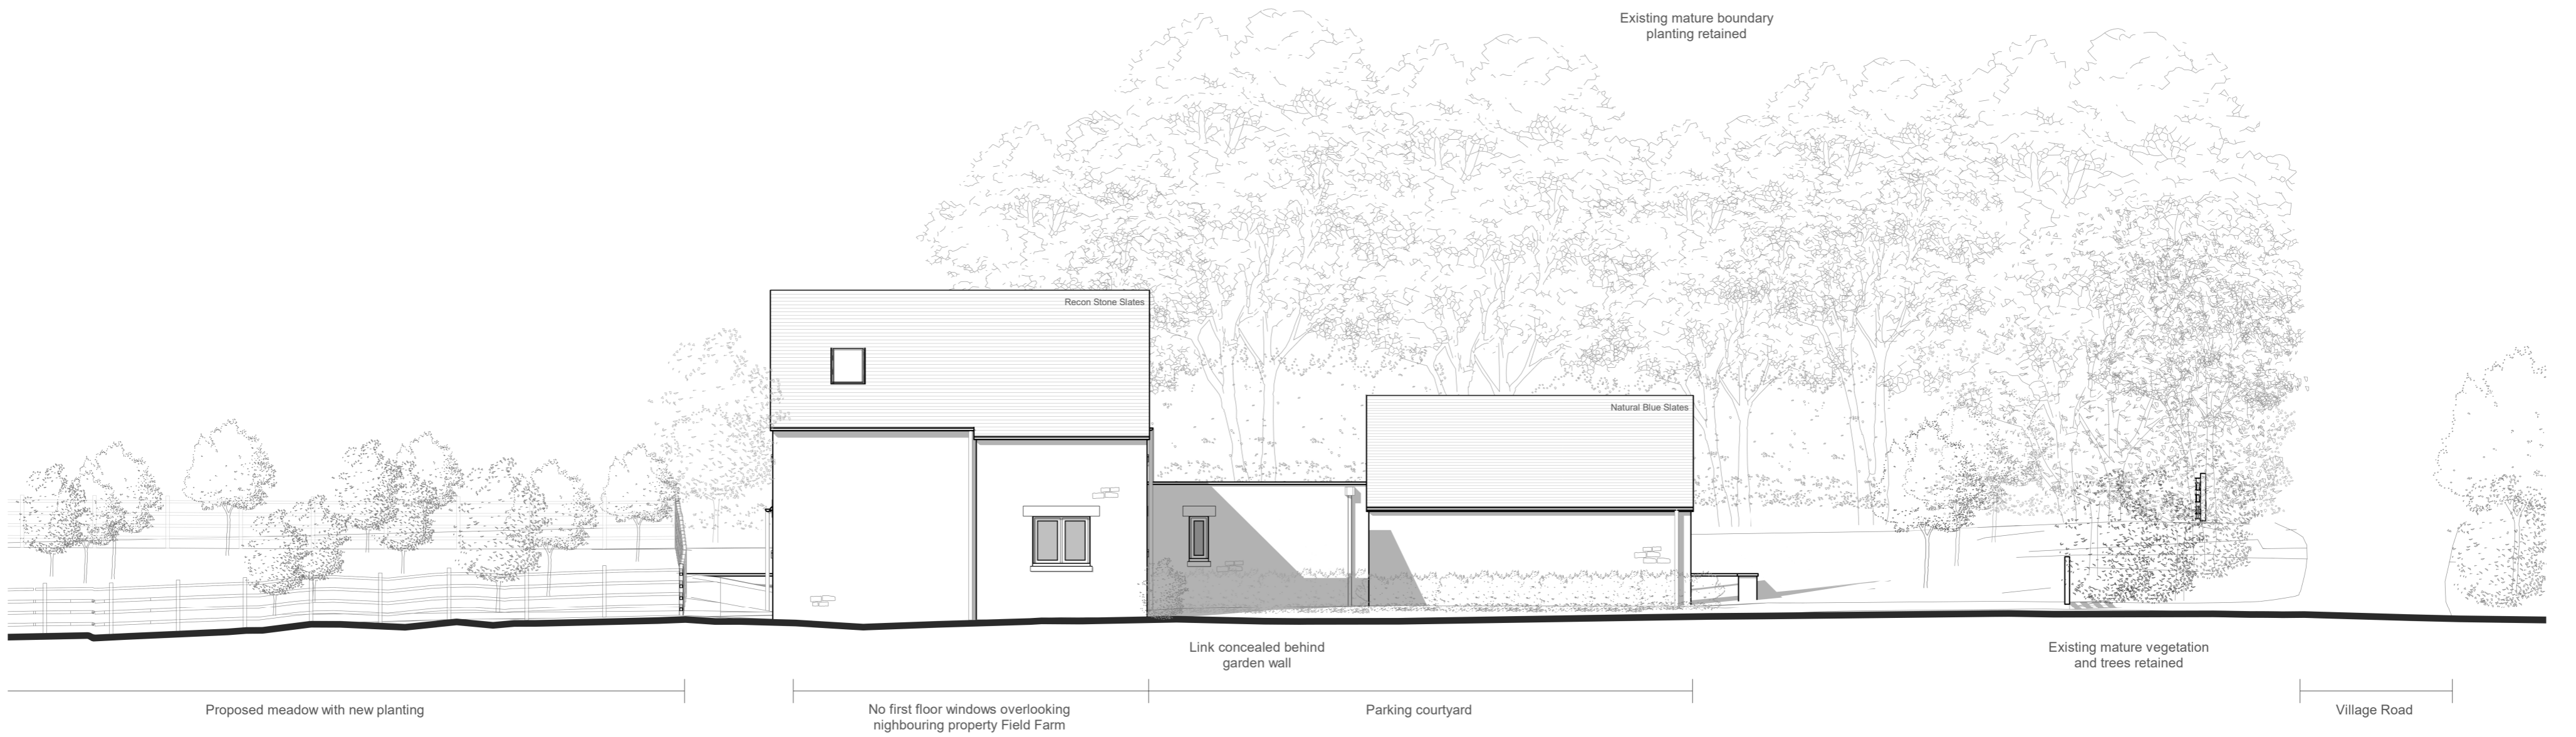 Existing mature boundary
planting retained
Recon Stone Slates
Natural Blue Slates
Link concealed behind
garden wall
Existing mature vegetation
and trees retained
Proposed meadow with new planting
No first floor windows overlooking
nighbouring property Field Farm
Parking courtyard
Village Road